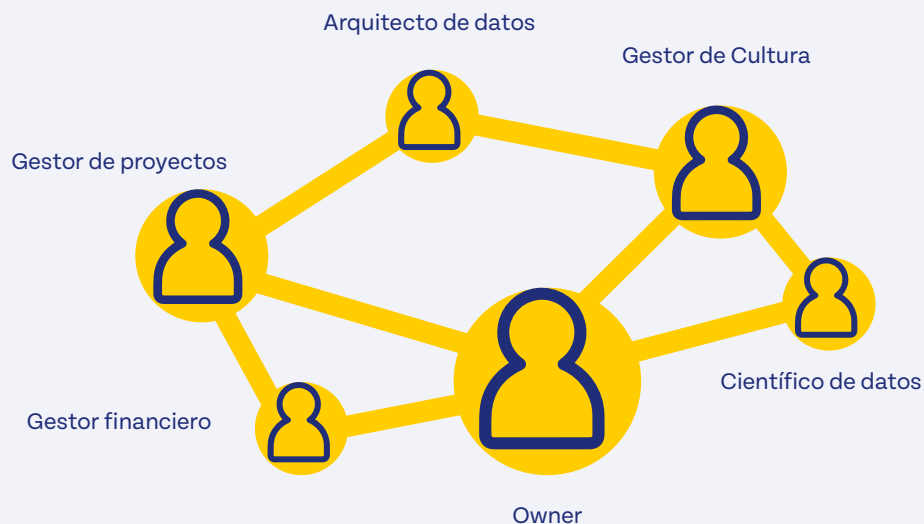 Arquitecto de datos
Gestor de Cultura
Gestor de proyectos
Científico de datos
Gestor financiero
Owner